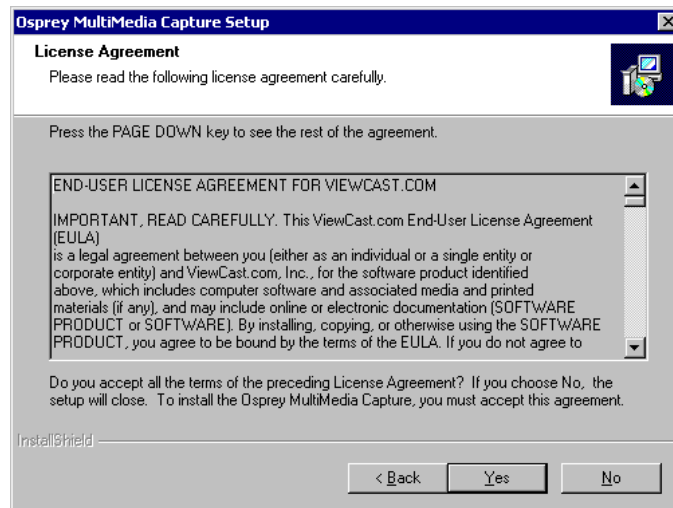 Osprey MultiMedia Capture Setup
License Agreement
Please read the following license agreement carefully.
Press the PAGE DOWN key to see the rest of the agreement.
END-USER LICENSE AGREEMENT FOR VIEWCAST.COM
IMPORTANT, READ CAREFULLY. This ViewCast.com End-User License Agreement
(EULA)
is a legal agreement between you (either as an individual or a single entity or
corporate entity) and ViewCast.com, Inc., for the software product identified
above, which includes computer software and associated media and printed
materials (if any), and may include online or electronic documentation (SOFTWARE
PRODUCT or SOFTWARE). By installing, copying, or otherwise using the SOFTWARE
PRODUCT, you agree to be bound by the terms of the EULA. If you do not agree to
Do you accept all the terms of the preceding License Agreement? If you choose No, the
setup will close. To install the Osprey MultiMedia Capture, you must accept this agreement.
InstallShield
< Back Yes No